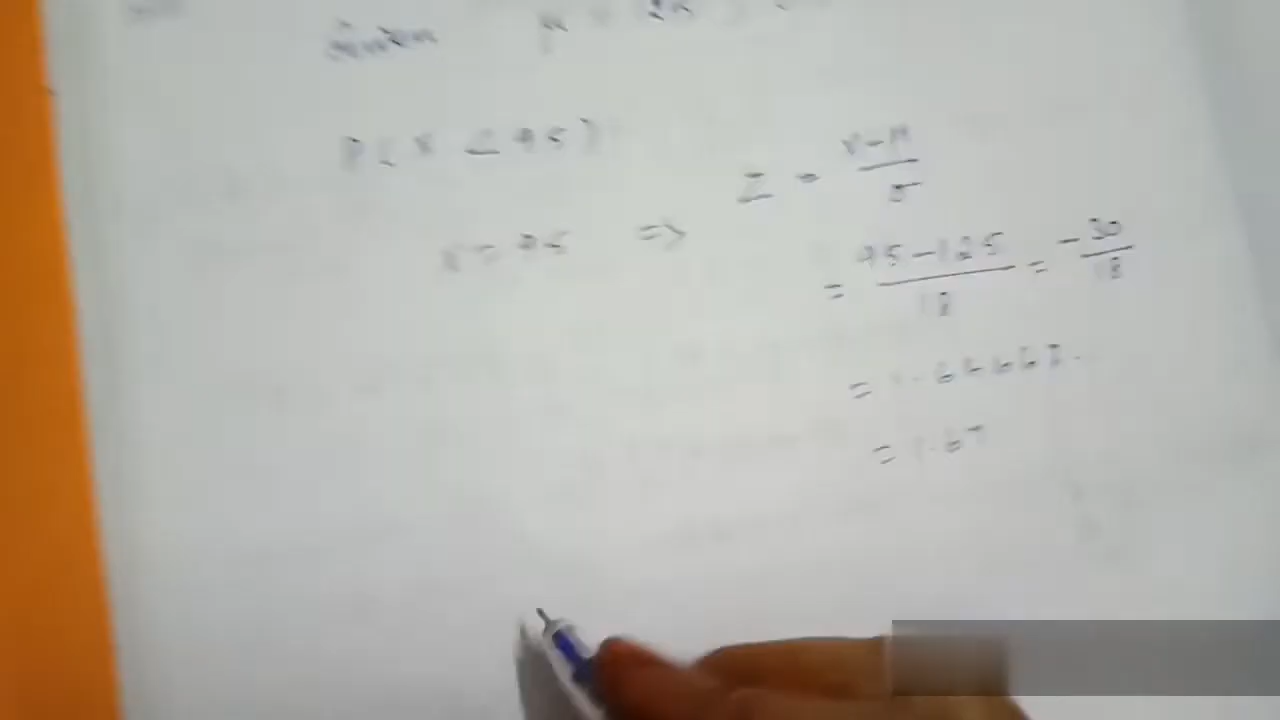 P(X < 95)
Z = x-μ/σ
x = 95 =>
= 95-125/18 = -30/18
= 1.66667.
= 1.67